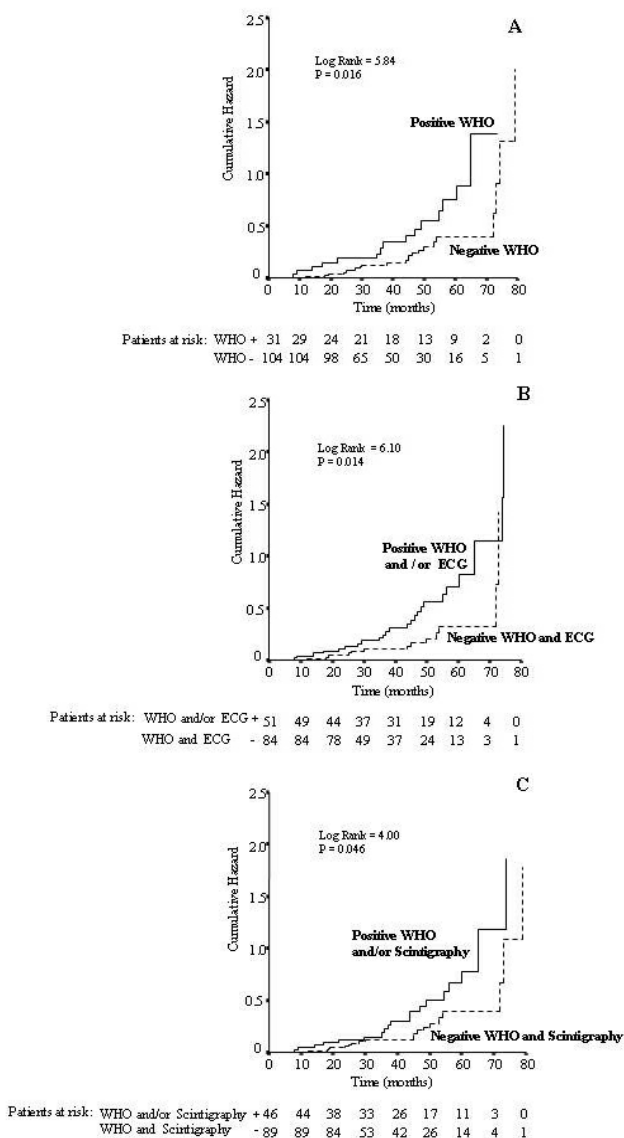 A
Log Rank = 5.84
P = 0.016
Cumulative Hazard
2.5
2.0
1.5
1.0
0.5
0
Positive WHO
Negative WHO
10 20 30 40 50 60 70 80
Time (months)
Patients at risk: WHO + 31 29 24 21 18 13 9 2 0
WHO - 104 104 98 65 50 30 16 5 1
B
Log Rank = 6.10
P = 0.014
Cumulative Hazard
2.5
2.0
1.5
1.0
0.5
0
Positive WHO
and / or ECG
Negative WHO and ECG
10 20 30 40 50 60 70 80
Time (months)
Patients at risk: WHO and/or ECG + 51 49 44 37 31 19 12 4 0
WHO and ECG - 84 84 78 49 37 24 13 3 1
C
Log Rank = 4.00
P = 0.046
Cumulative Hazard
2.5
2.0
1.5
1.0
0.5
0
Positive WHO
and/or Scintigraphy
Negative WHO and Scintigraphy
10 20 30 40 50 60 70 80
Time (months)
Patients at risk: WHO and/or Scintigraphy + 46 44 38 33 26 17 11 3 0
WHO and Scintigraphy - 89 89 84 53 42 26 14 4 1